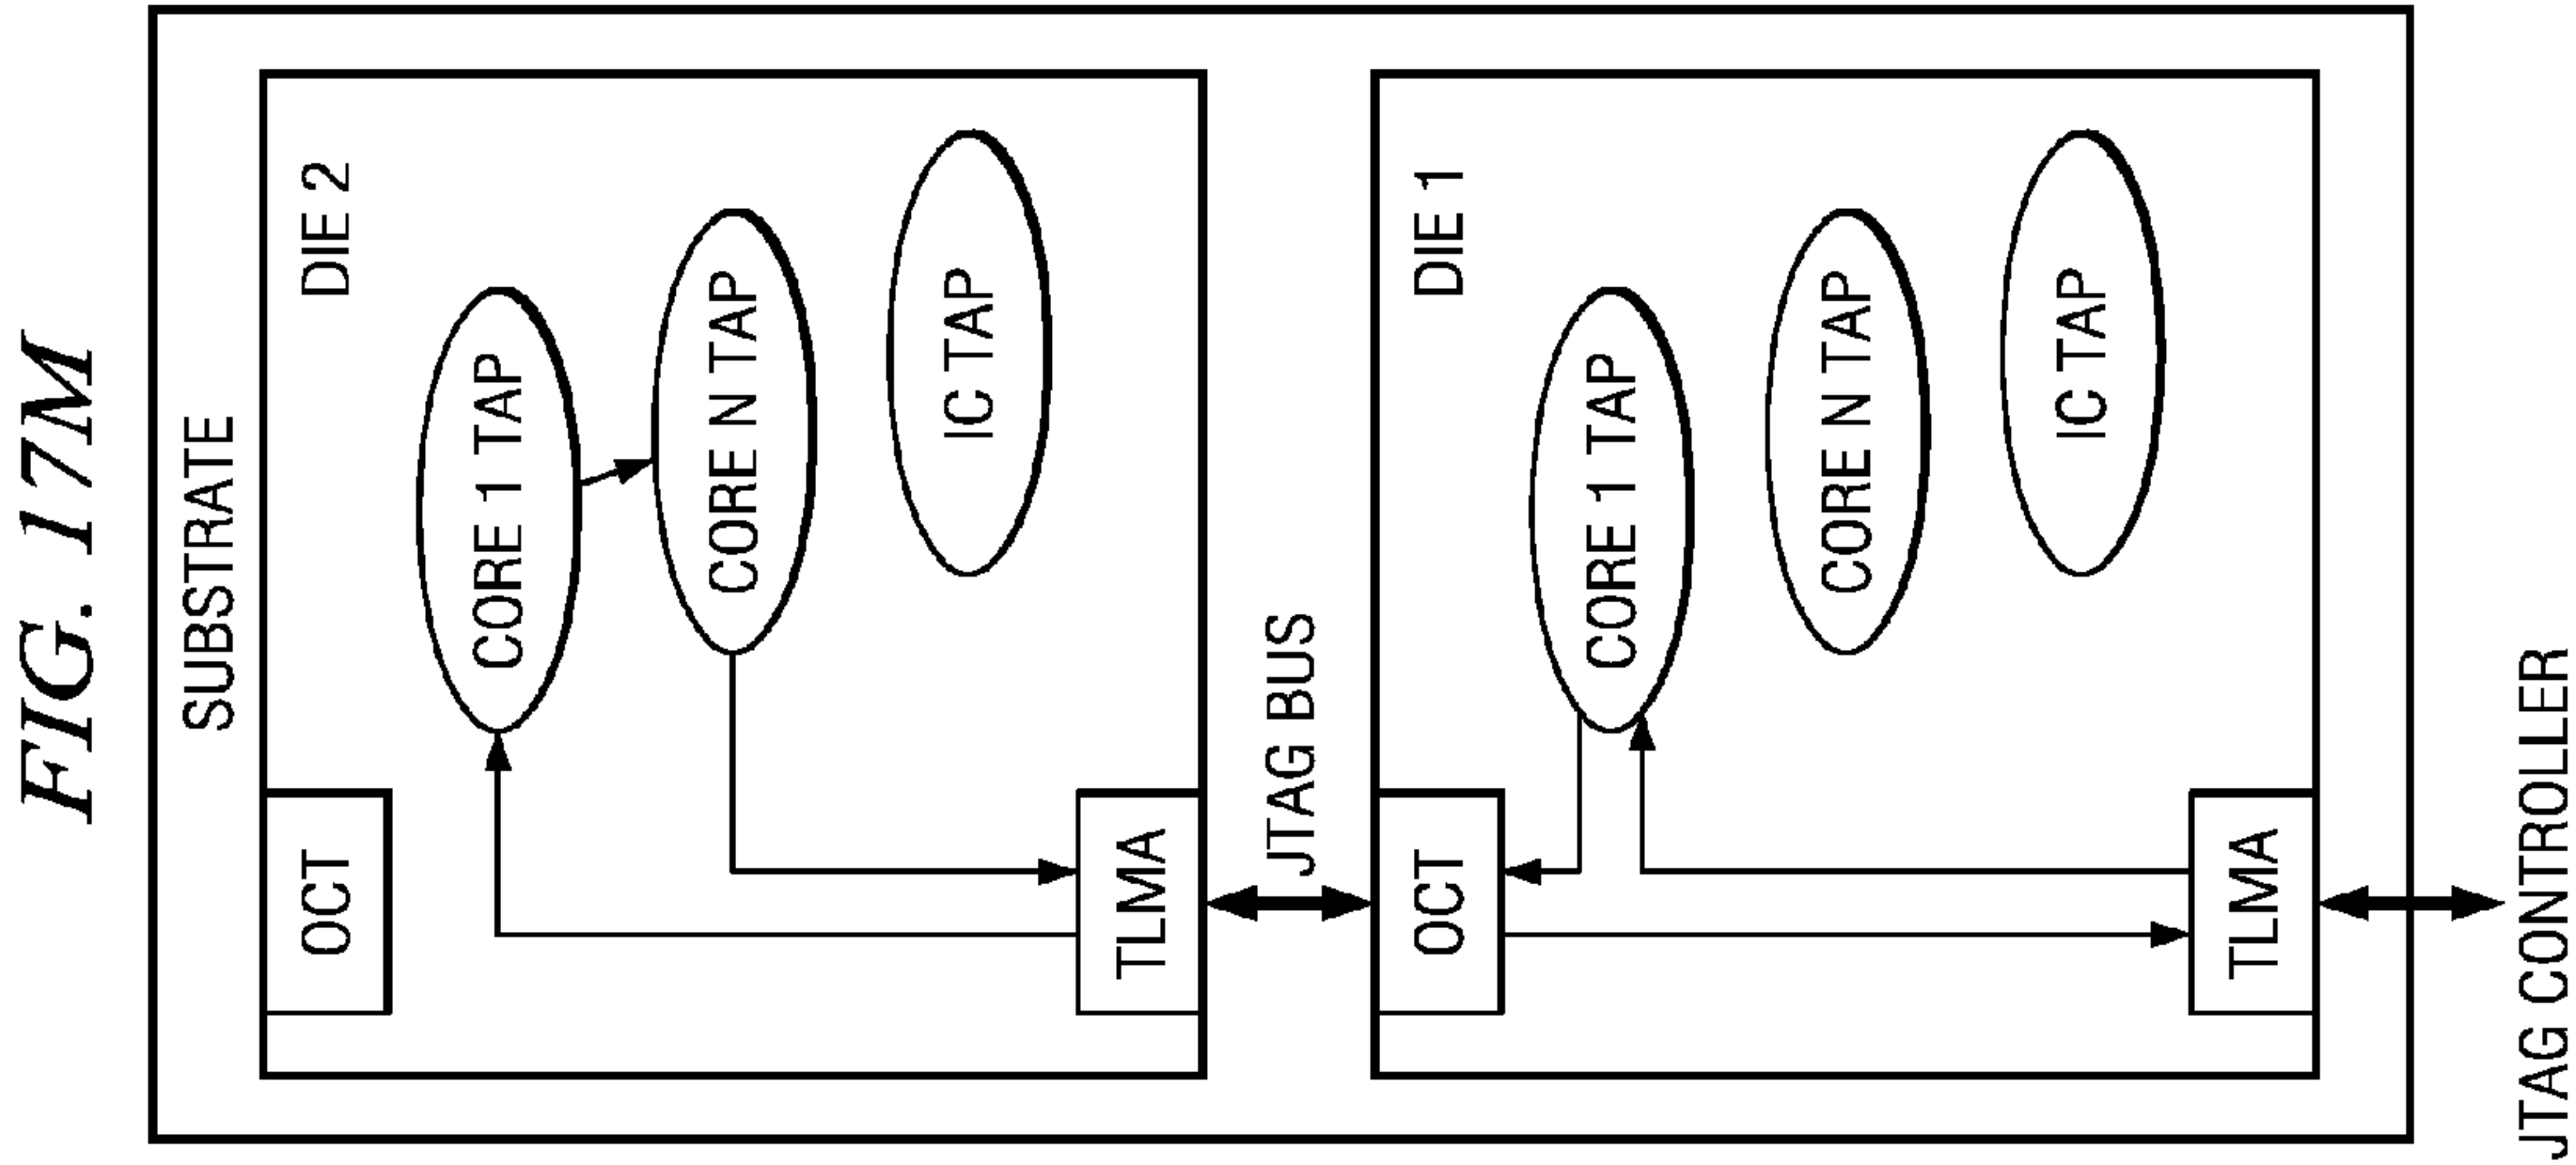 FIG. 17M
SUBSTRATE
DIE 2
OCT
CORE 1 TAP
CORE N TAP
IC TAP
TLMA
JTAG BUS
DIE 1
OCT
CORE 1 TAP
CORE N TAP
IC TAP
TLMA
JTAG CONTROLLER